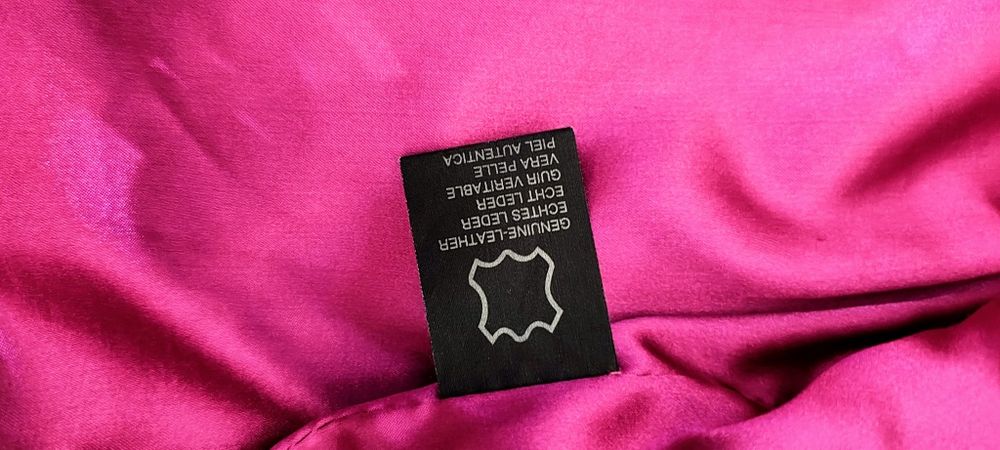 GENUINE-LEATHER
ECHTES LEDER
ECHT LEDER
GUIR VERITABLE
VERA PELLE
PIEL AUTENTICA